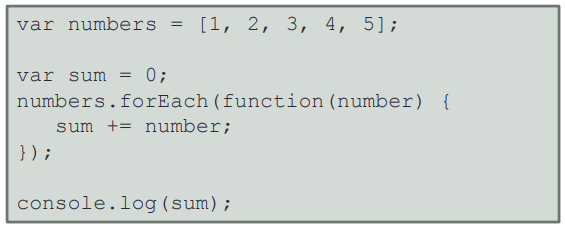 var numbers = [1, 2, 3, 4, 5];
var sum = 0;
numbers.forEach(function(number) {
   sum += number;
});
console.log(sum);